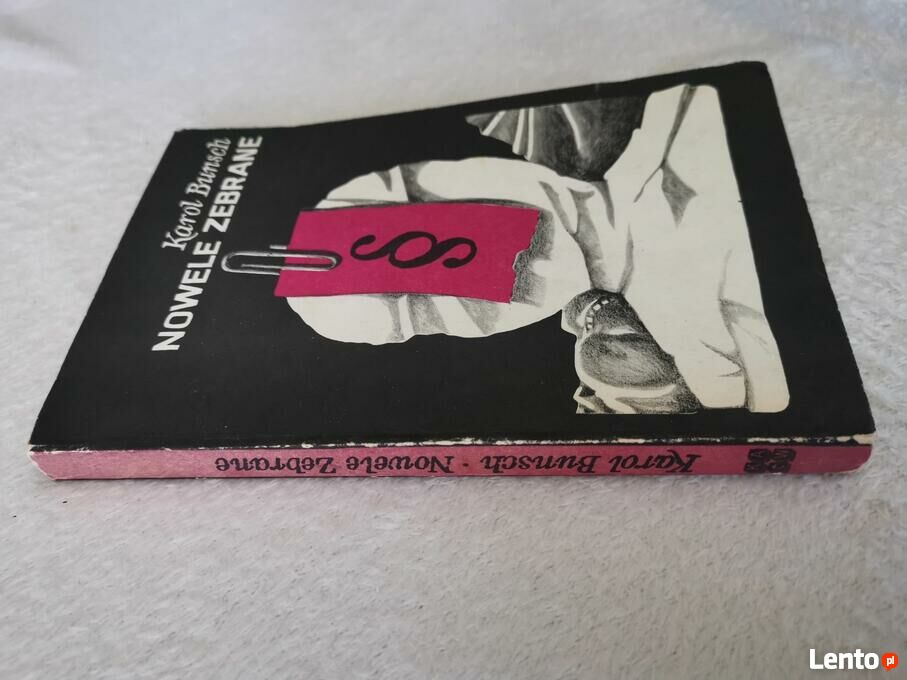 Karol Bunsch
NOWELE ZEBRANE
§
Karol Bunsch · Nowele Zebrane
Lento pl